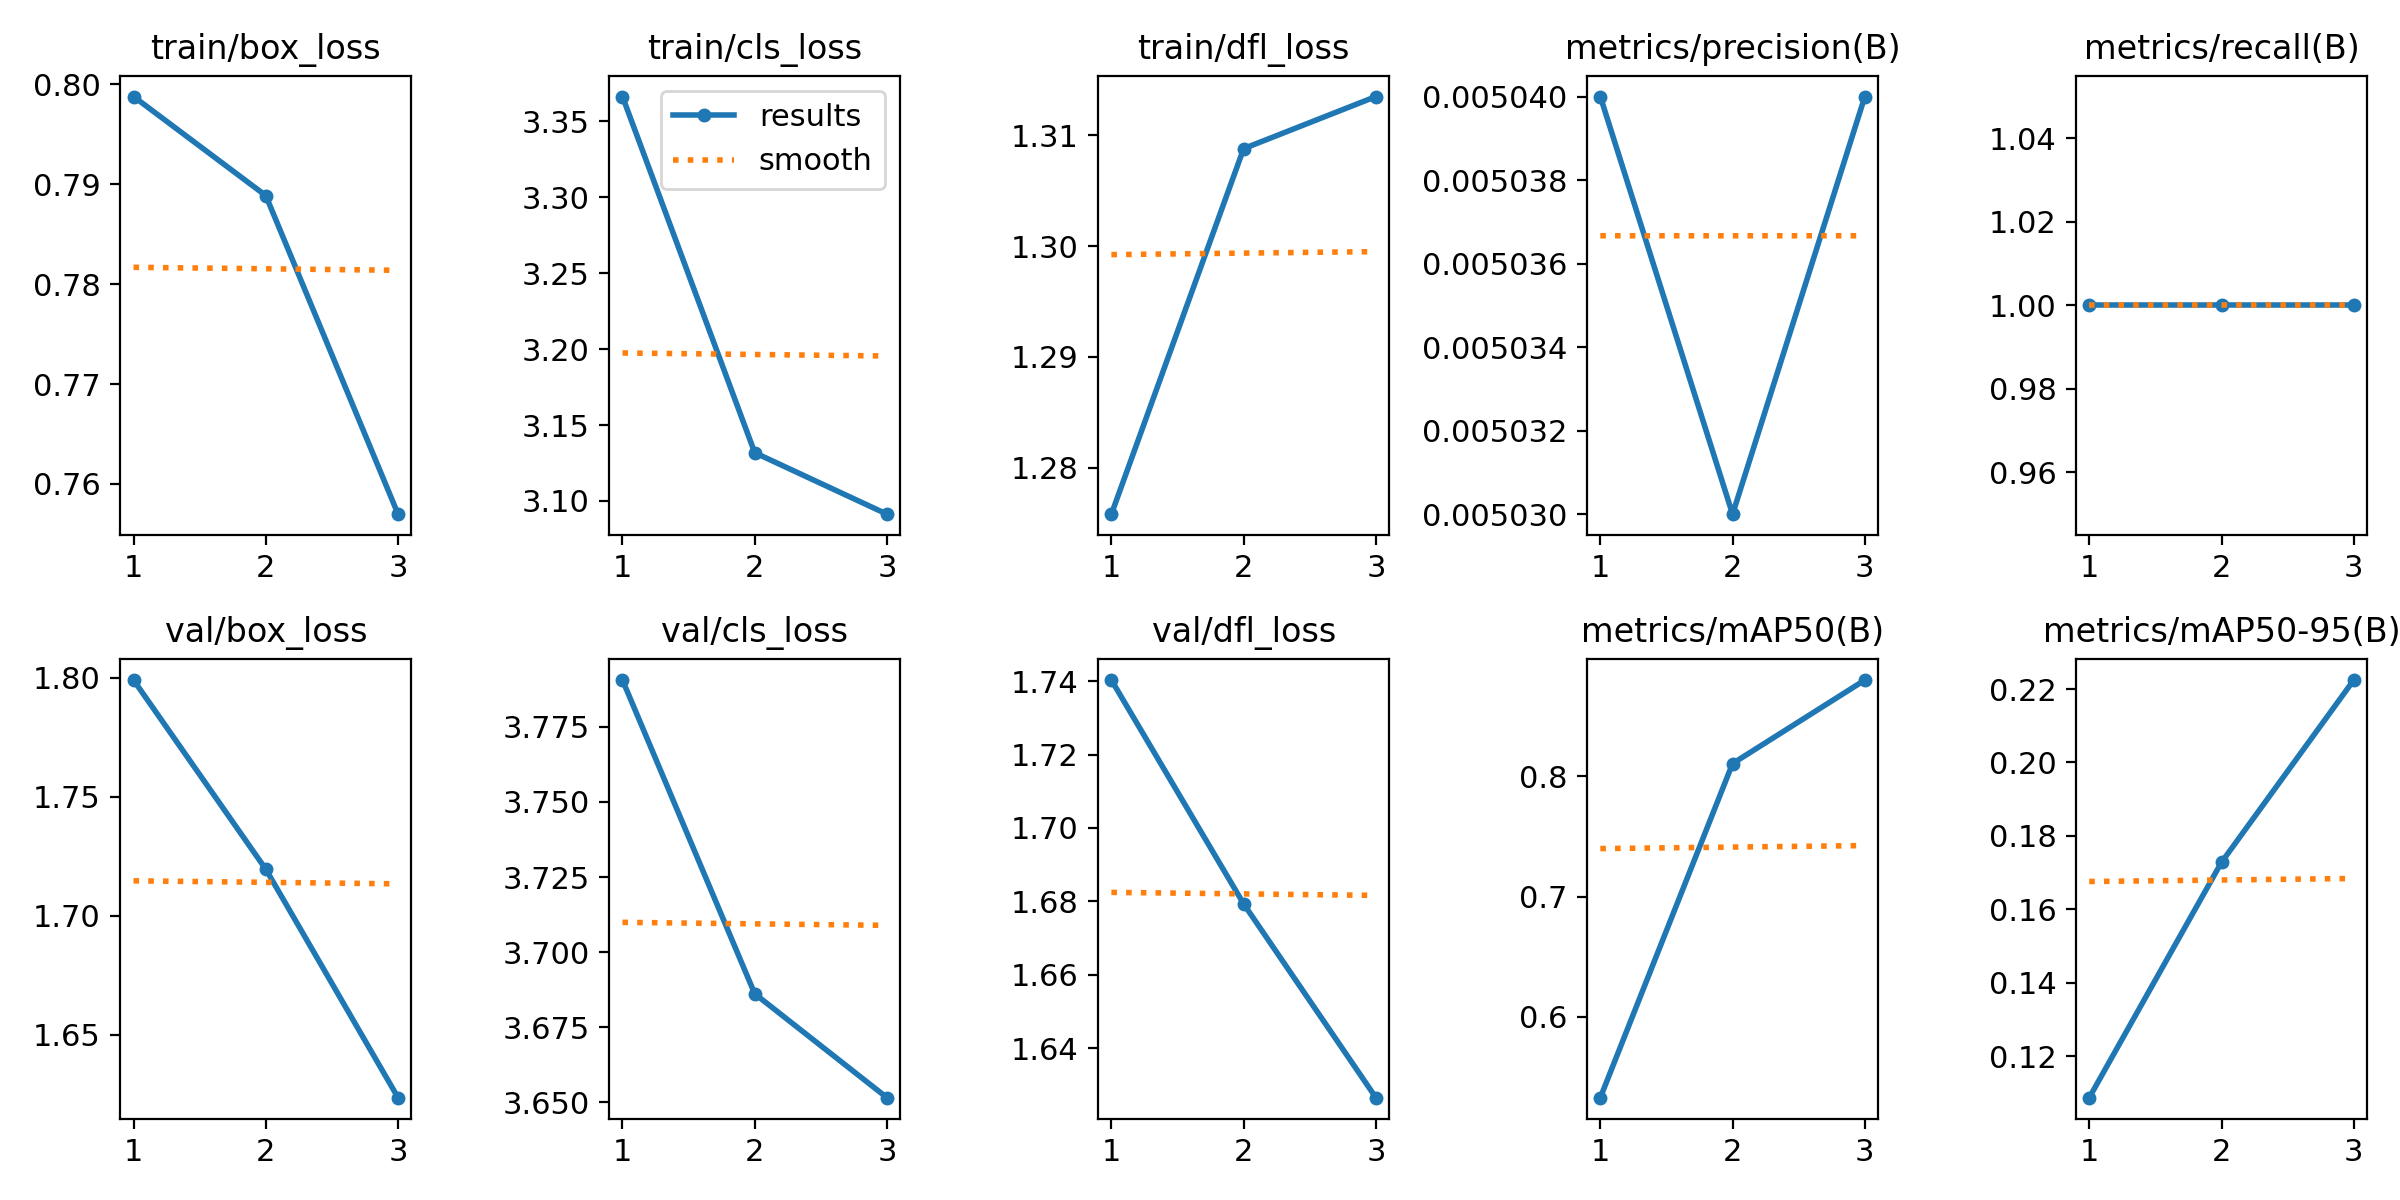 train/box_loss
0.80
0.79
0.78
0.77
0.76
1 2 3
train/cls_loss
results
smooth
3.35
3.30
3.25
3.20
3.15
3.10
1 2 3
train/dfl_loss
1.31
1.30
1.29
1.28
1 2 3
metrics/precision(B)
0.005040
0.005038
0.005036
0.005034
0.005032
0.005030
1 2 3
metrics/recall(B)
1.04
1.02
1.00
0.98
0.96
1 2 3
val/box_loss
1.80
1.75
1.70
1.65
1 2 3
val/cls_loss
3.775
3.750
3.725
3.700
3.675
3.650
1 2 3
val/dfl_loss
1.74
1.72
1.70
1.68
1.66
1.64
1 2 3
metrics/mAP50(B)
0.8
0.7
0.6
1 2 3
metrics/mAP50-95(B)
0.22
0.20
0.18
0.16
0.14
0.12
1 2 3